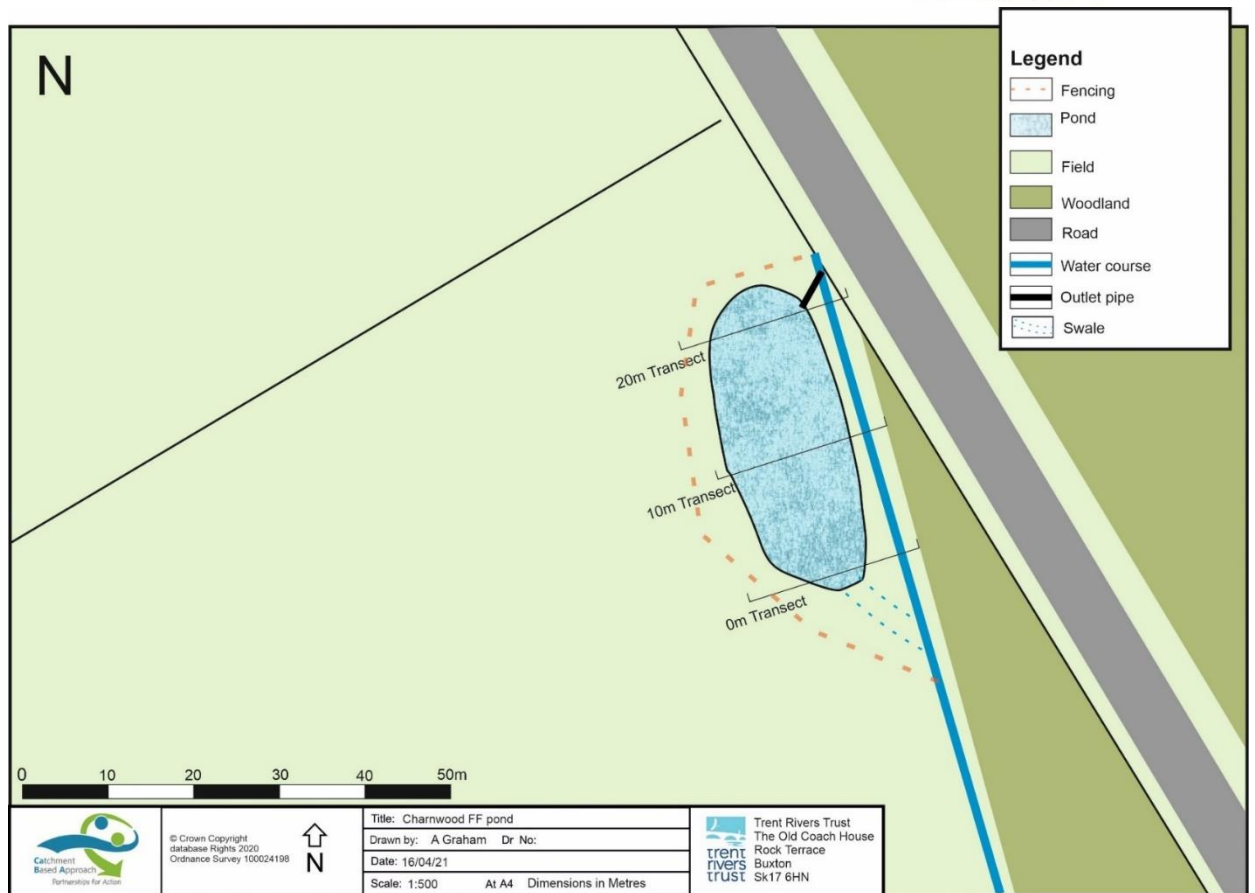 N
Legend
Fencing
Pond
Field
Woodland
Road
Water course
Outlet pipe
Swale
20m Transect
10m Transect
0m Transect
0 10 20 30 40 50m
Catchment
Based Approach
Partnerships for Action
© Crown Copyright
database Rights 2020
Ordnance Survey 100024198
N
Title: Charnwood FF pond
Drawn by: A Graham Dr No:
Date: 16/04/21
Scale: 1:500 At A4 Dimensions in Metres
trent
rivers
trust
Trent Rivers Trust
The Old Coach House
Rock Terrace
Buxton
Sk17 6HN